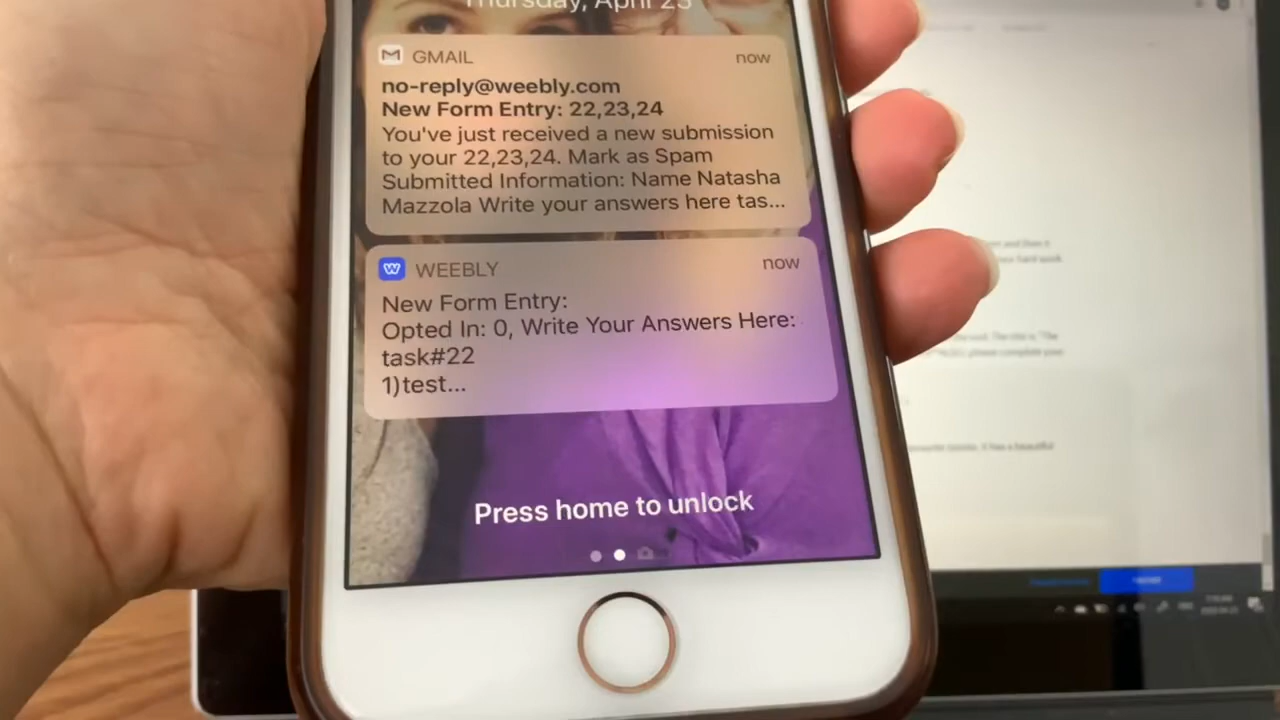 Thursday, April 23
GMAIL now
no-reply@weebly.com
New Form Entry: 22,23,24
You've just received a new submission
to your 22,23,24. Mark as Spam
Submitted Information: Name Natasha
Mazzola Write your answers here tas...
WEEBLY now
New Form Entry:
Opted In: 0, Write Your Answers Here:
task#22
1)test...
Press home to unlock